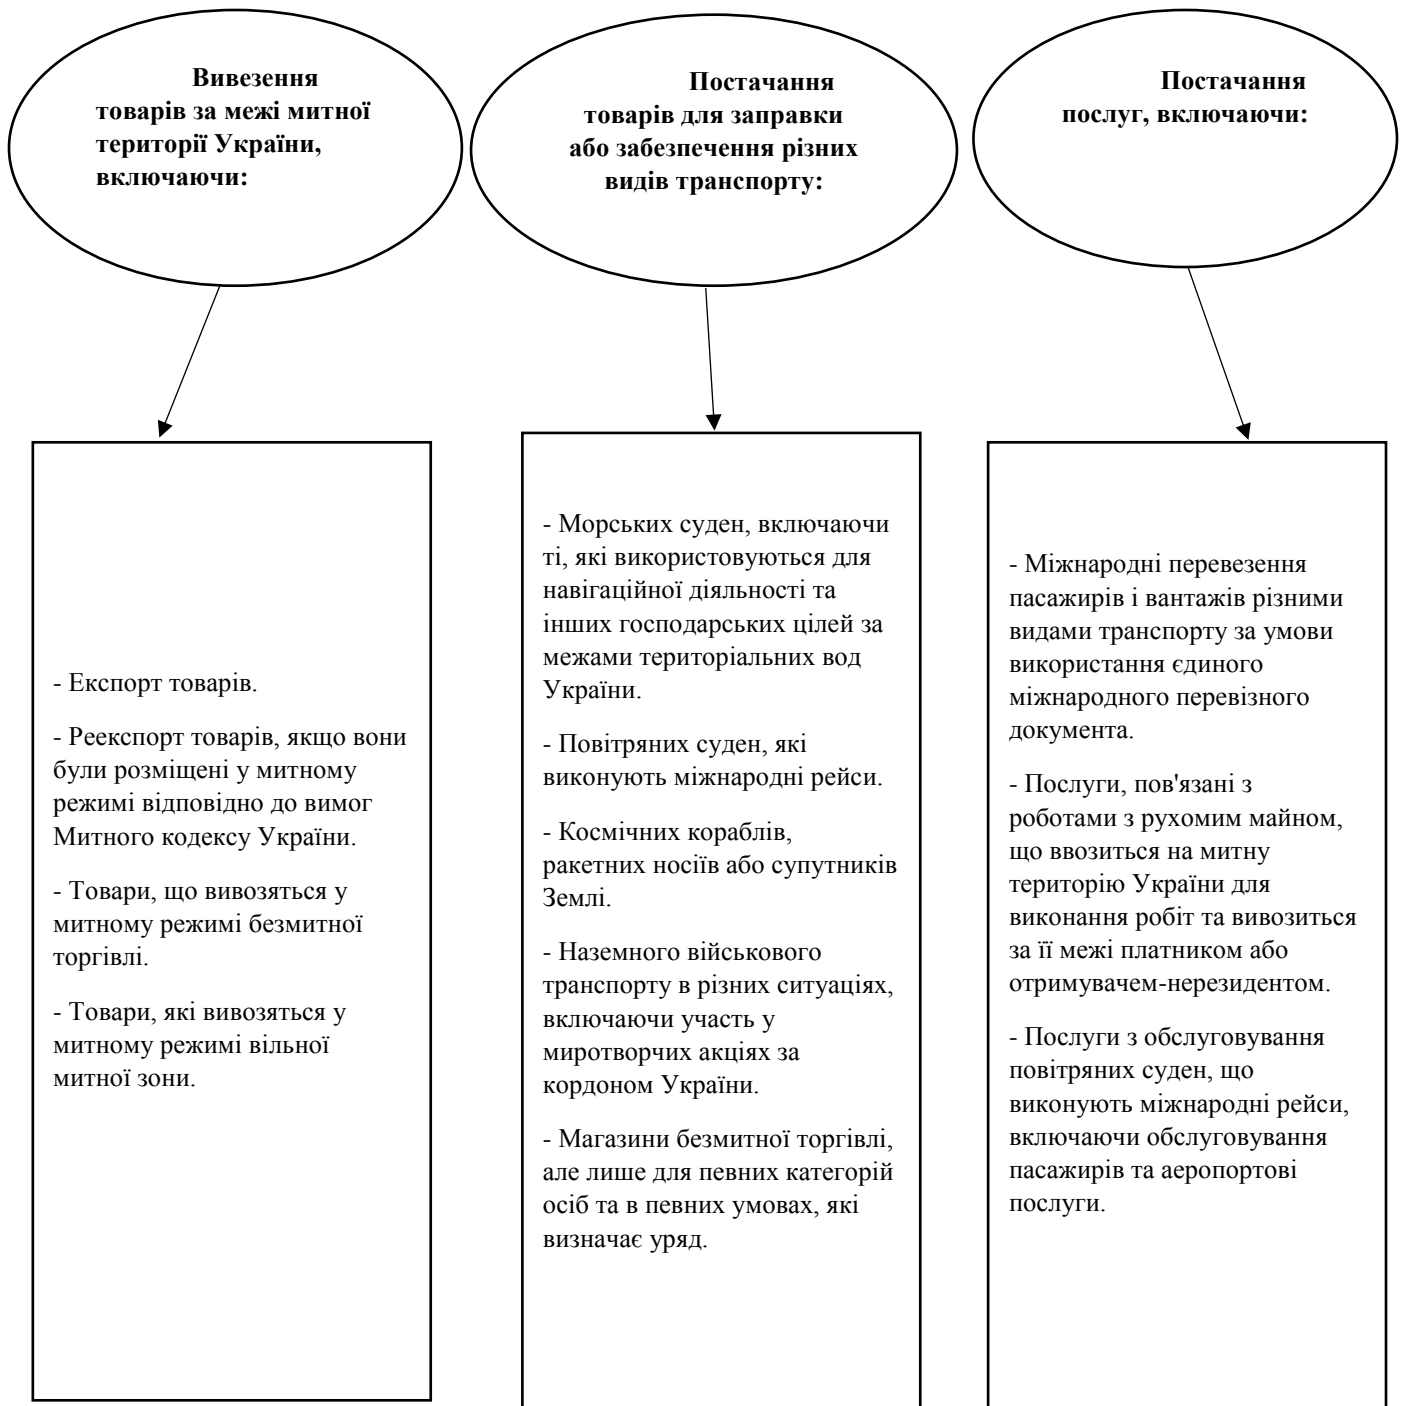 Вивезення
товарів за межі митної
території України,
включаючи:
Постачання
товарів для заправки
або забезпечення різних
видів транспорту:
Постачання
послуг, включаючи:
- Експорт товарів.
- Реекспорт товарів, якщо вони
були розміщені у митному
режимі відповідно до вимог
Митного кодексу України.
- Товари, що вивозяться у
митному режимі безмитної
торгівлі.
- Товари, які вивозяться у
митному режимі вільної
митної зони.
- Морських суден, включаючи
ті, які використовуються для
навігаційної діяльності та
інших господарських цілей за
межами територіальних вод
України.
- Повітряних суден, які
виконують міжнародні рейси.
- Космічних кораблів,
ракетних носіїв або супутників
Землі.
- Наземного військового
транспорту в різних ситуаціях,
включаючи участь у
миротворчих акціях за
кордоном України.
- Магазини безмитної торгівлі,
але лише для певних категорій
осіб та в певних умовах, які
визначає уряд.
- Міжнародні перевезення
пасажирів і вантажів різними
видами транспорту за умови
використання єдиного
міжнародного перевізного
документа.
- Послуги, пов'язані з
роботами з рухомим майном,
що ввозиться на митну
територію України для
виконання робіт та вивозиться
за її межі платником або
отримувачем-нерезидентом.
- Послуги з обслуговування
повітряних суден, що
виконують міжнародні рейси,
включаючи обслуговування
пасажирів та аеропортові
послуги.